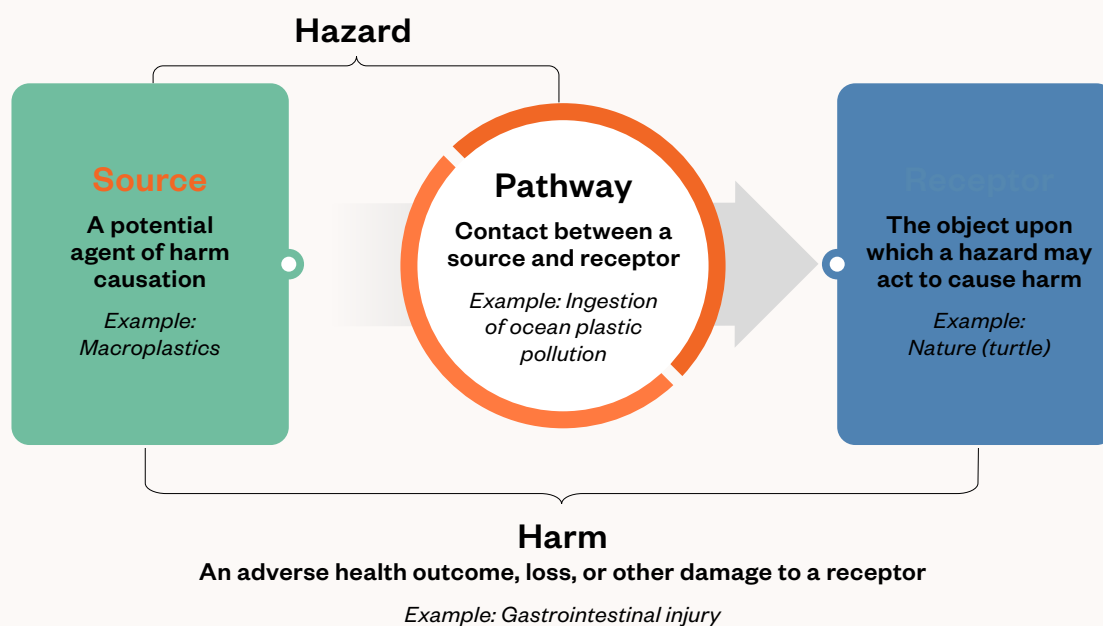 Hazard
Source
A potential
agent of harm
causation
Example:
Macroplastics
Pathway
Contact between a
source and receptor
Example: Ingestion
of ocean plastic
pollution
Receptor
The object upon
which a hazard may
act to cause harm
Example:
Nature (turtle)
Harm
An adverse health outcome, loss, or other damage to a receptor
Example: Gastrointestinal injury